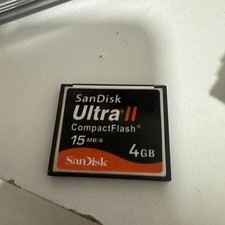 SanDisk
Ultra II
CompactFlash®
15 MB/S
4GB
SanDisk